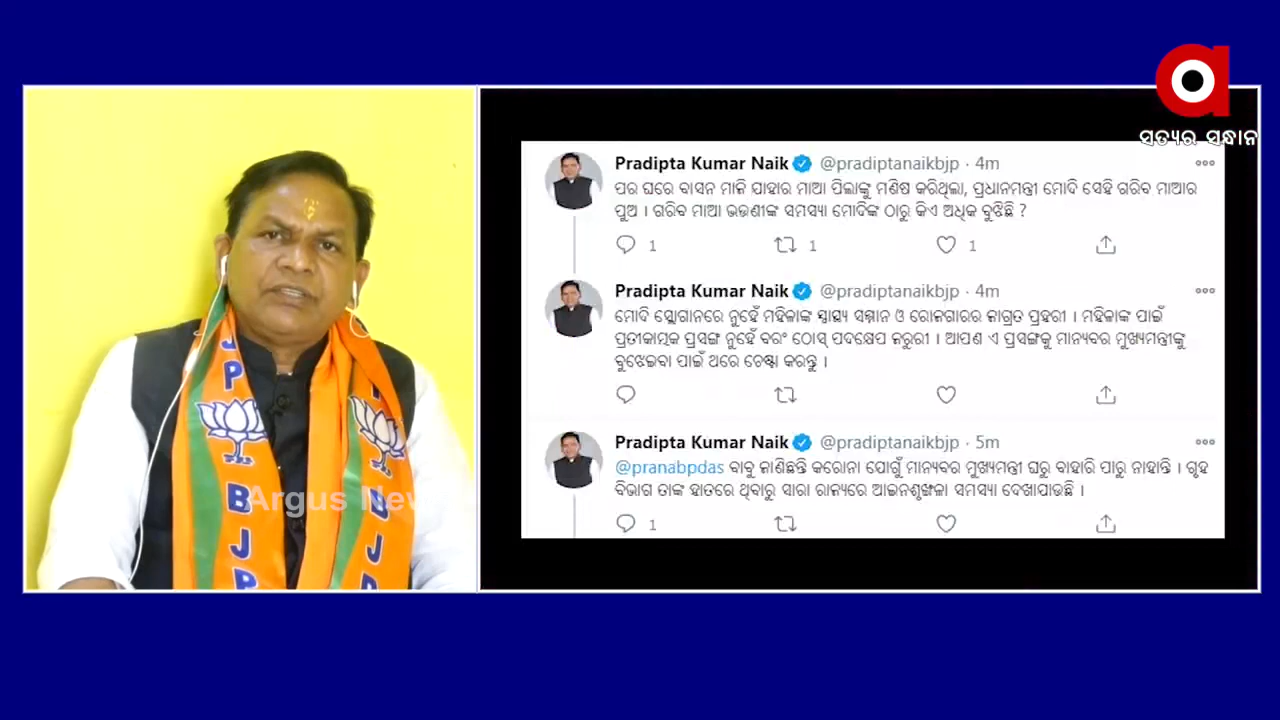 ସତ୍ୟର ସନ୍ଧାନ
Pradipta Kumar Naik @pradiptanaikbjp · 4m
ପର ଘରେ ବାସନ ମାଜି ଯାହାର ମାଆ ପିଲାଙ୍କୁ ମଣିଷ କରିଥିଲା, ପ୍ରଧାନମନ୍ତ୍ରୀ ମୋଦି ସେହି ଗରିବ ମାଆର
ପୁଅ । ଗରିବ ମାଆ ଭଉଣୀଙ୍କ ସମସ୍ୟା ମୋଦିଙ୍କ ଠାରୁ କିଏ ଅଧିକ ବୁଝିଛି ?
1 1 1
Pradipta Kumar Naik @pradiptanaikbjp · 4m
ମୋଦି ସ୍ଲୋଗାନରେ ନୁହେଁ ମହିଳାଙ୍କ ସ୍ବାସ୍ଥ୍ୟ ସମ୍ମାନ ଓ ରୋଜଗାରର ଜାଗ୍ରତ ପ୍ରହରୀ । ମହିଳାଙ୍କ ପାଇଁ
ପ୍ରତୀକାତ୍ମକ ପ୍ରସଙ୍ଗ ନୁହେଁ ବରଂ ଠୋସ୍ ପଦକ୍ଷେପ ଜରୁରୀ । ଆପଣ ଏ ପ୍ରସଙ୍ଗକୁ ମାନ୍ୟବର ମୁଖ୍ୟମନ୍ତ୍ରୀଙ୍କୁ
ବୁଝେଇବା ପାଇଁ ଥରେ ଚେଷ୍ଟା କରନ୍ତୁ ।
Pradipta Kumar Naik @pradiptanaikbjp · 5m
@pranabpdas ବାବୁ ଜାଣିଛନ୍ତି କରୋନା ଯୋଗୁଁ ମାନ୍ୟବର ମୁଖ୍ୟମନ୍ତ୍ରୀ ଘରୁ ବାହାରି ପାରୁ ନାହାନ୍ତି । ଗୃହ
ବିଭାଗ ତାଙ୍କ ହାତରେ ଥିବାରୁ ସାରା ରାଜ୍ୟରେ ଆଇନଶୃଙ୍ଖଳା ସମସ୍ୟା ଦେଖାଯାଉଛି ।
1
JP
BJP
BJP
Argus New